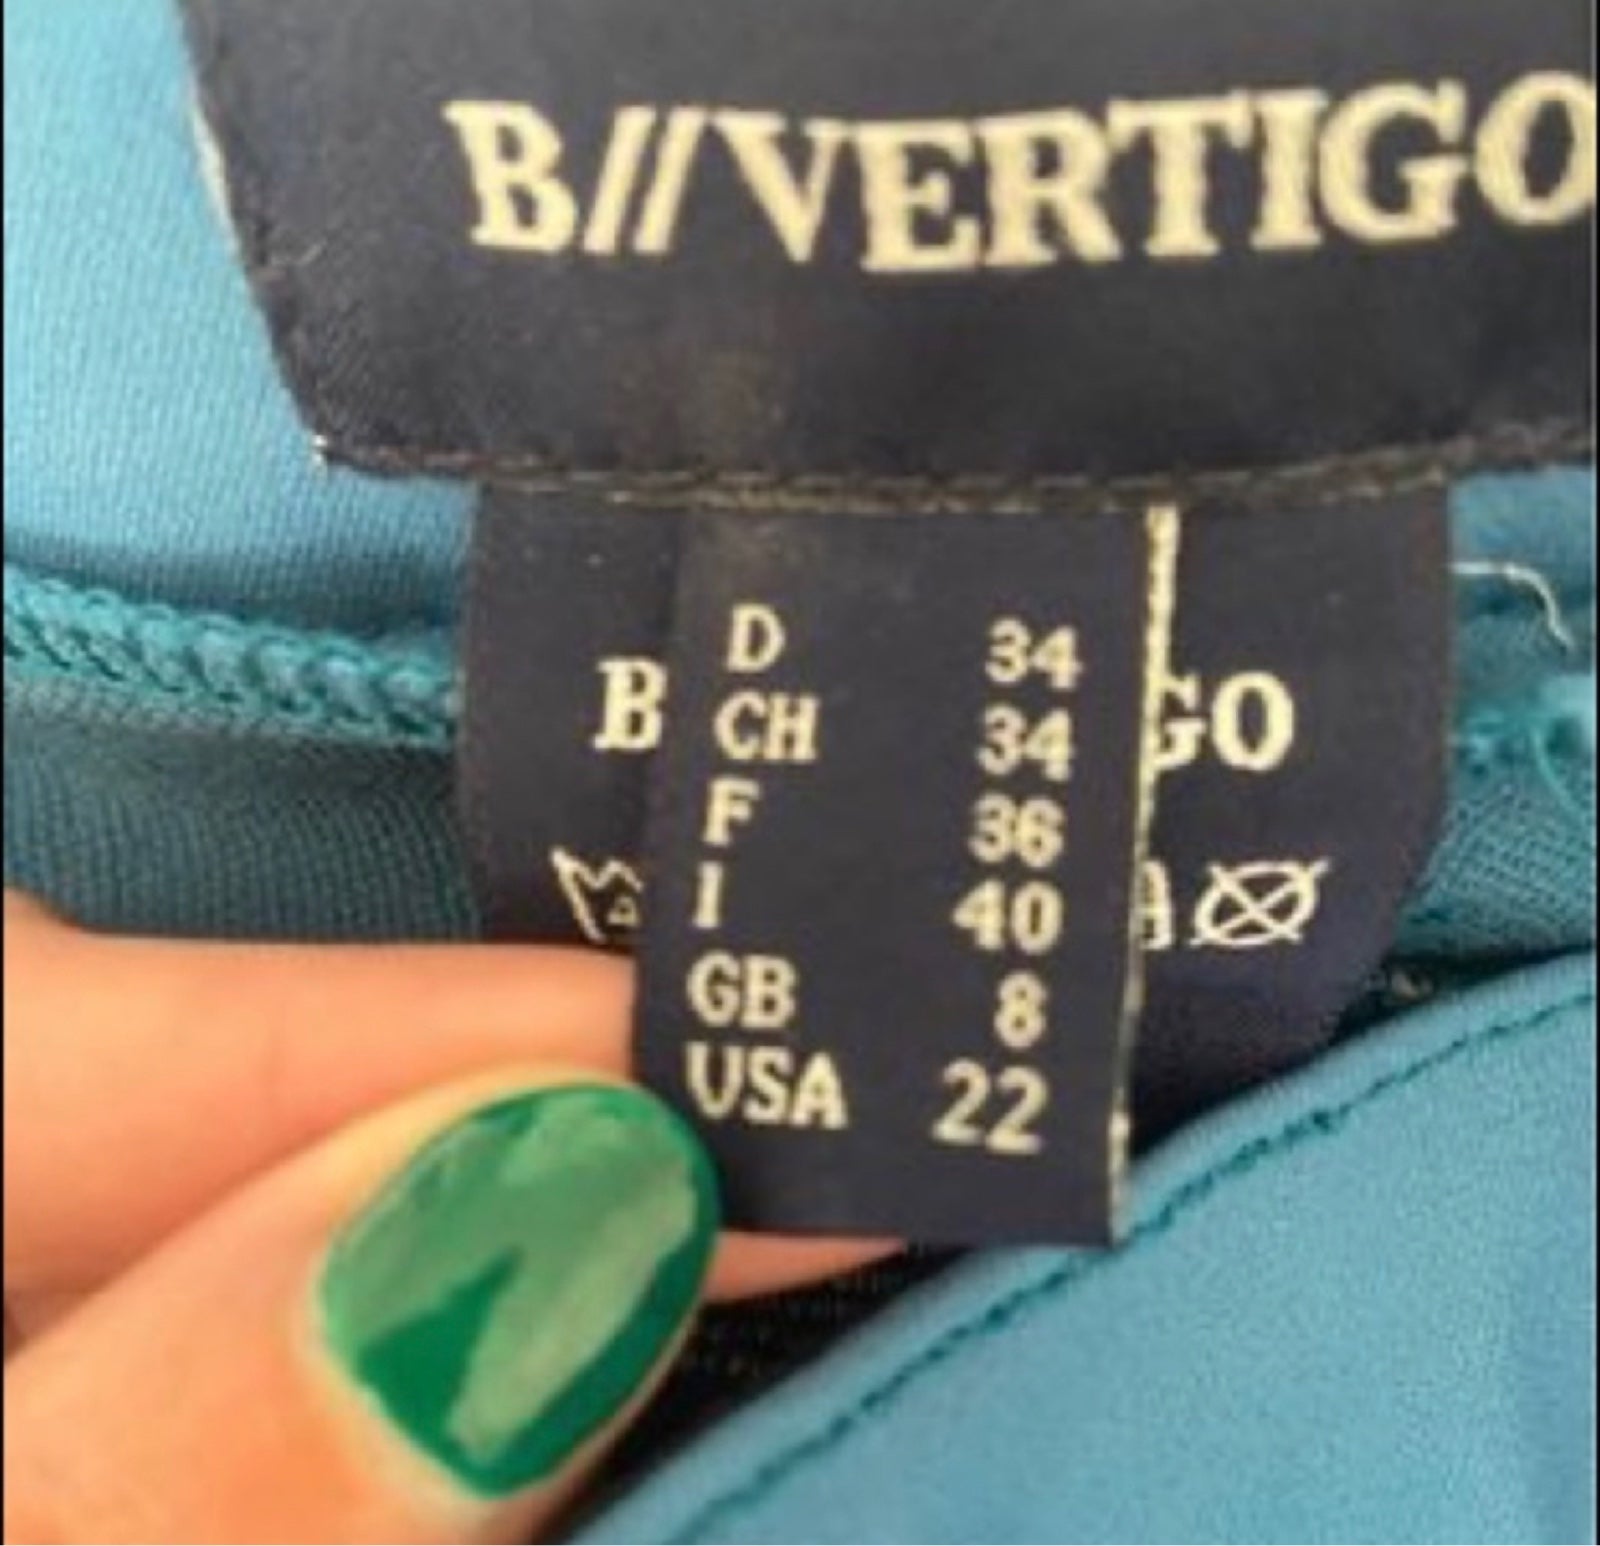 B//VERTIGO
B GO
D 34
CH 34
F 36
I 40
GB 8
USA 22